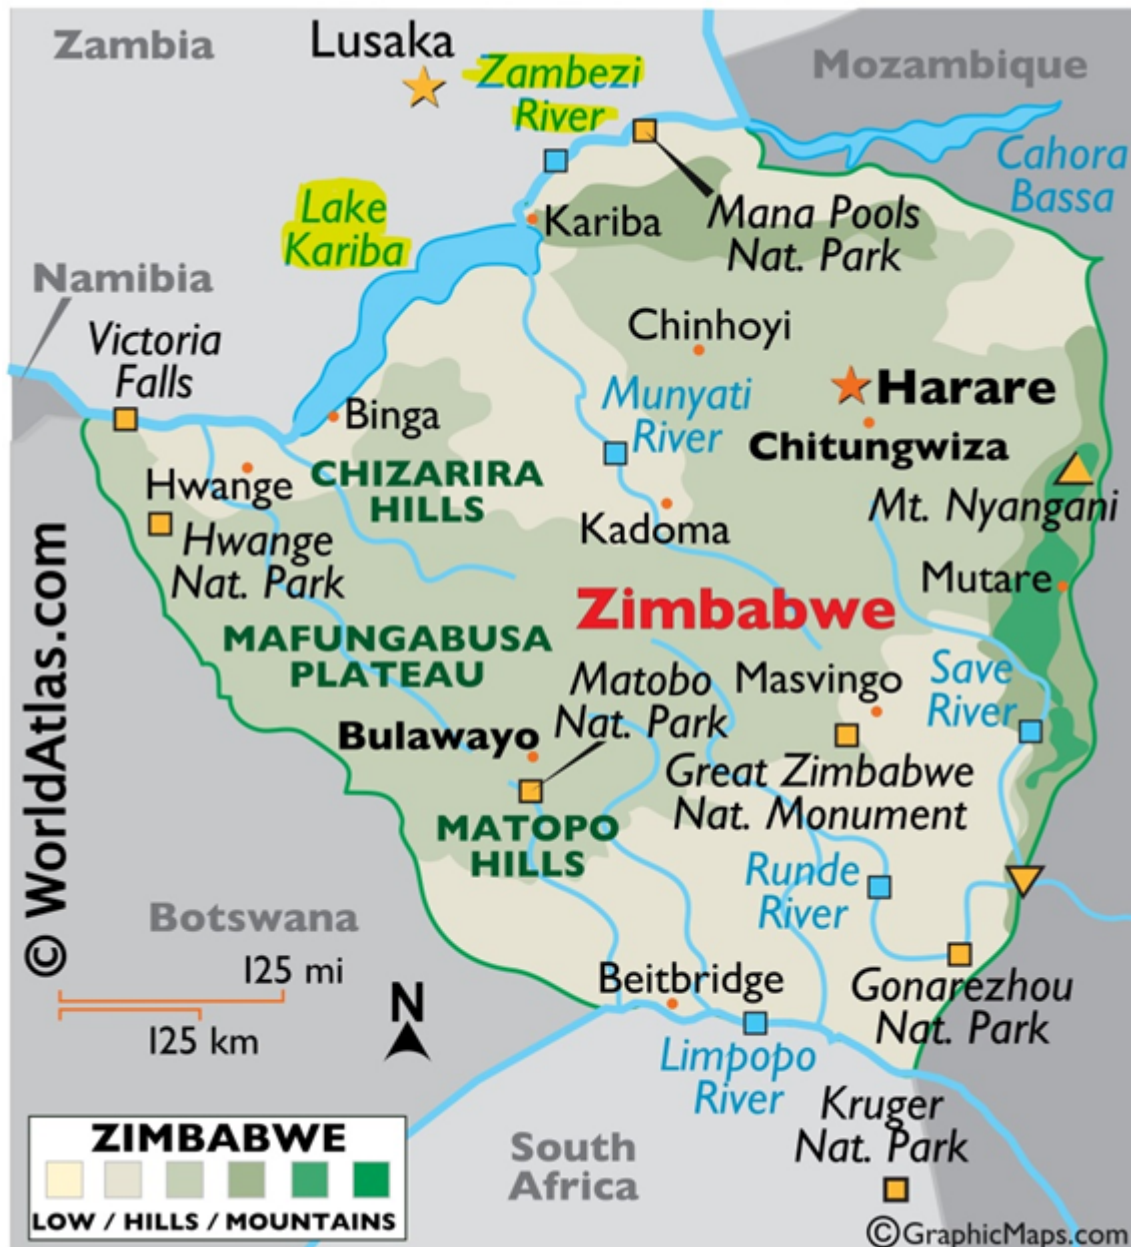 Zambia
Lusaka
Zambezi
River
Mozambique
Cahora
Bassa
Lake
Kariba
Kariba
Mana Pools
Nat. Park
Namibia
Victoria
Falls
Chinhoyi
Harare
Munyati
River
Binga
Chitungwiza
CHIZARIRA
HILLS
Hwange
Mt. Nyangani
Hwange
Nat. Park
Kadoma
Mutare
Zimbabwe
MAFUNGABUSA
PLATEAU
Matobo
Nat. Park
Masvingo
Save
River
Bulawayo
Great Zimbabwe
Nat. Monument
MATOPO
HILLS
Runde
River
© WorldAtlas.com
Botswana
125 mi
125 km
N
Beitbridge
Gonarezhou
Nat. Park
Limpopo
River
Kruger
Nat. Park
South
Africa
ZIMBABWE
LOW / HILLS / MOUNTAINS
©GraphicMaps.com